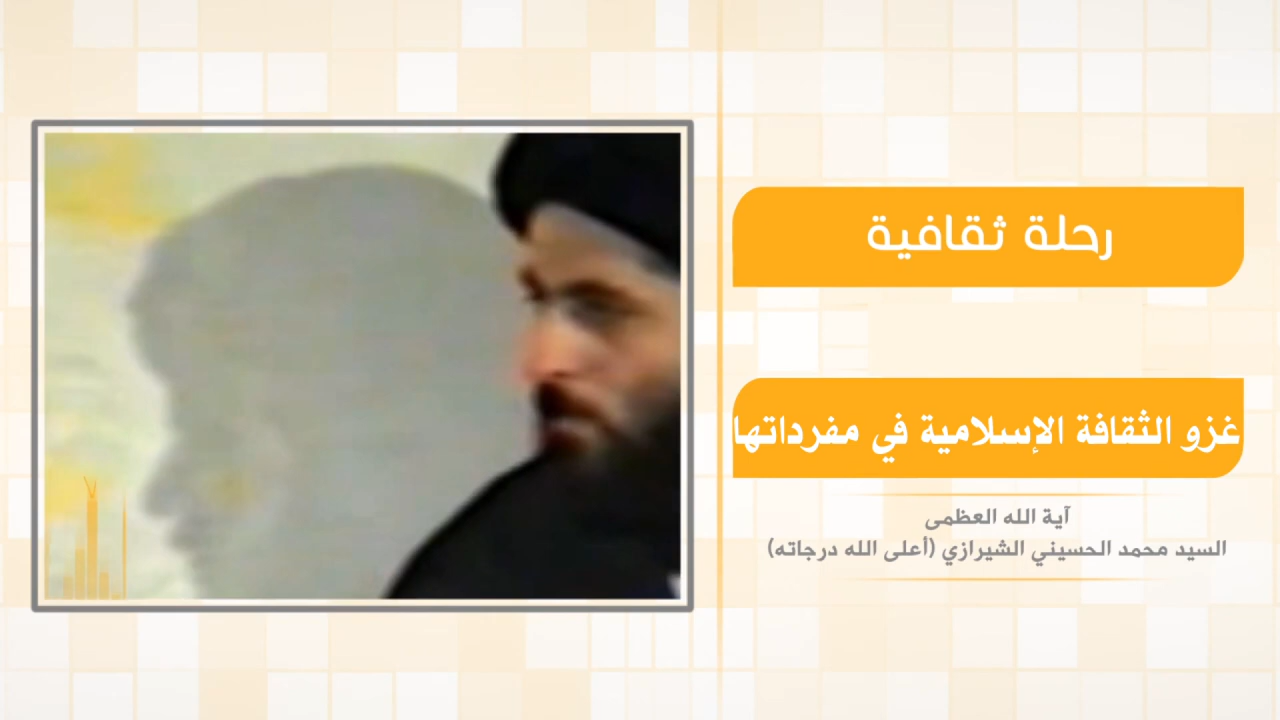 رحلة ثقافية
غزو الثقافة الإسلامية في مفرداتها
آية الله العظمى
السيد محمد الحسيني الشيرازي (أعلى الله درجاته)